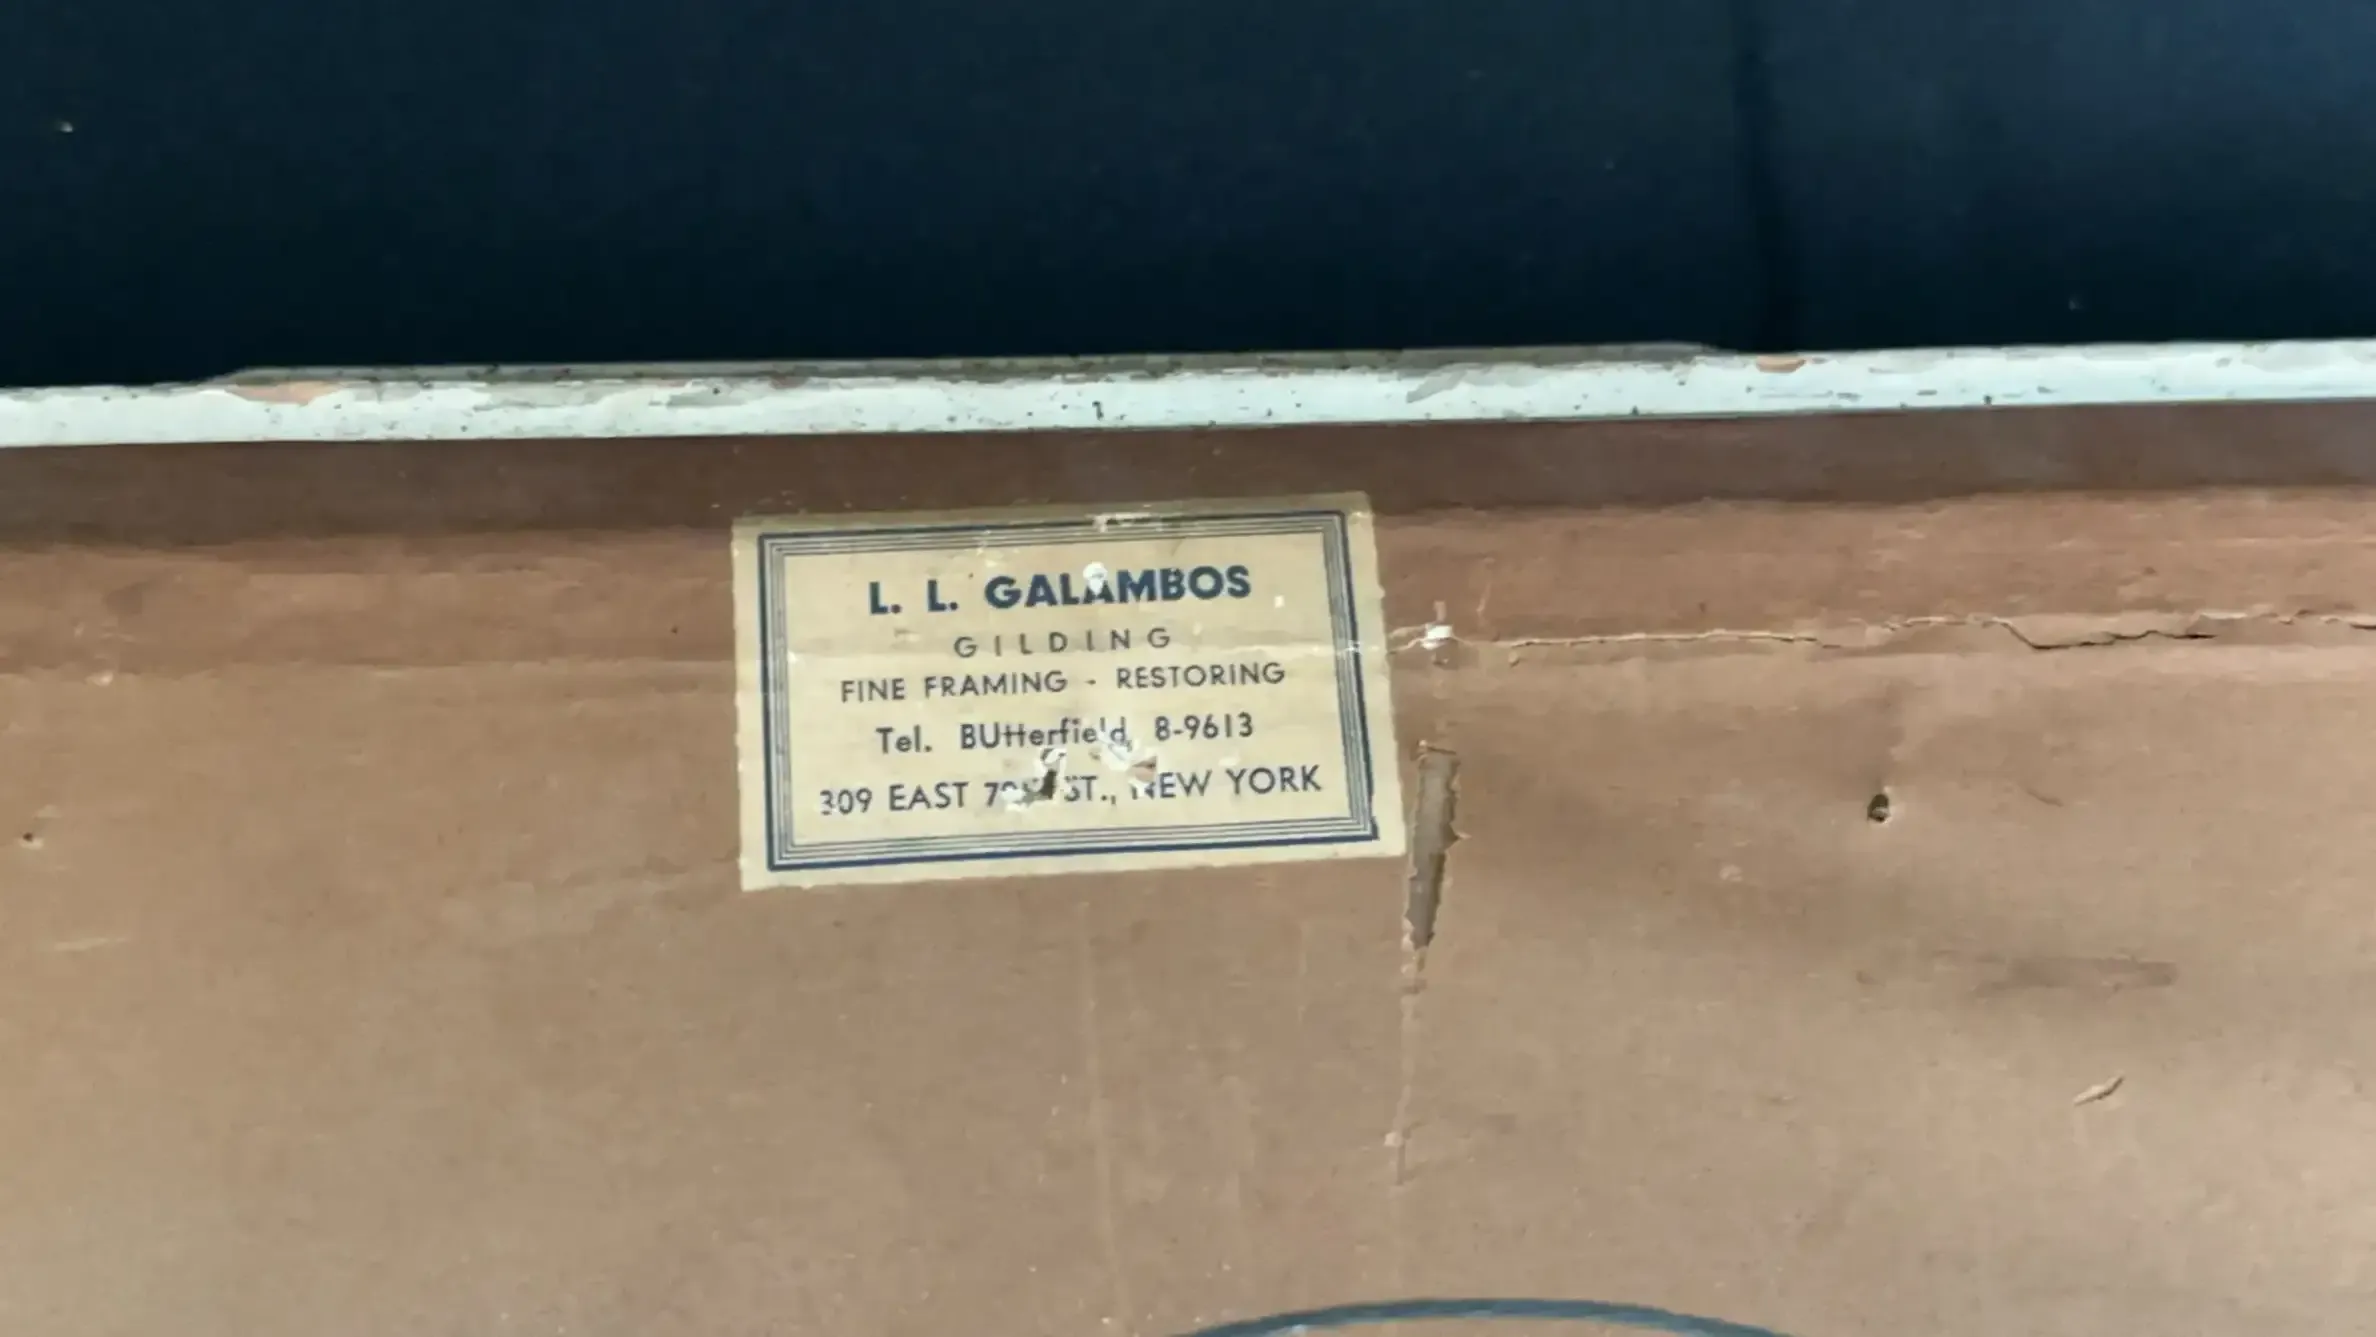 L. L. GALAMBOS
GILDING
FINE FRAMING - RESTORING
Tel. BUtterfield 8-9613
309 EAST ST., NEW YORK